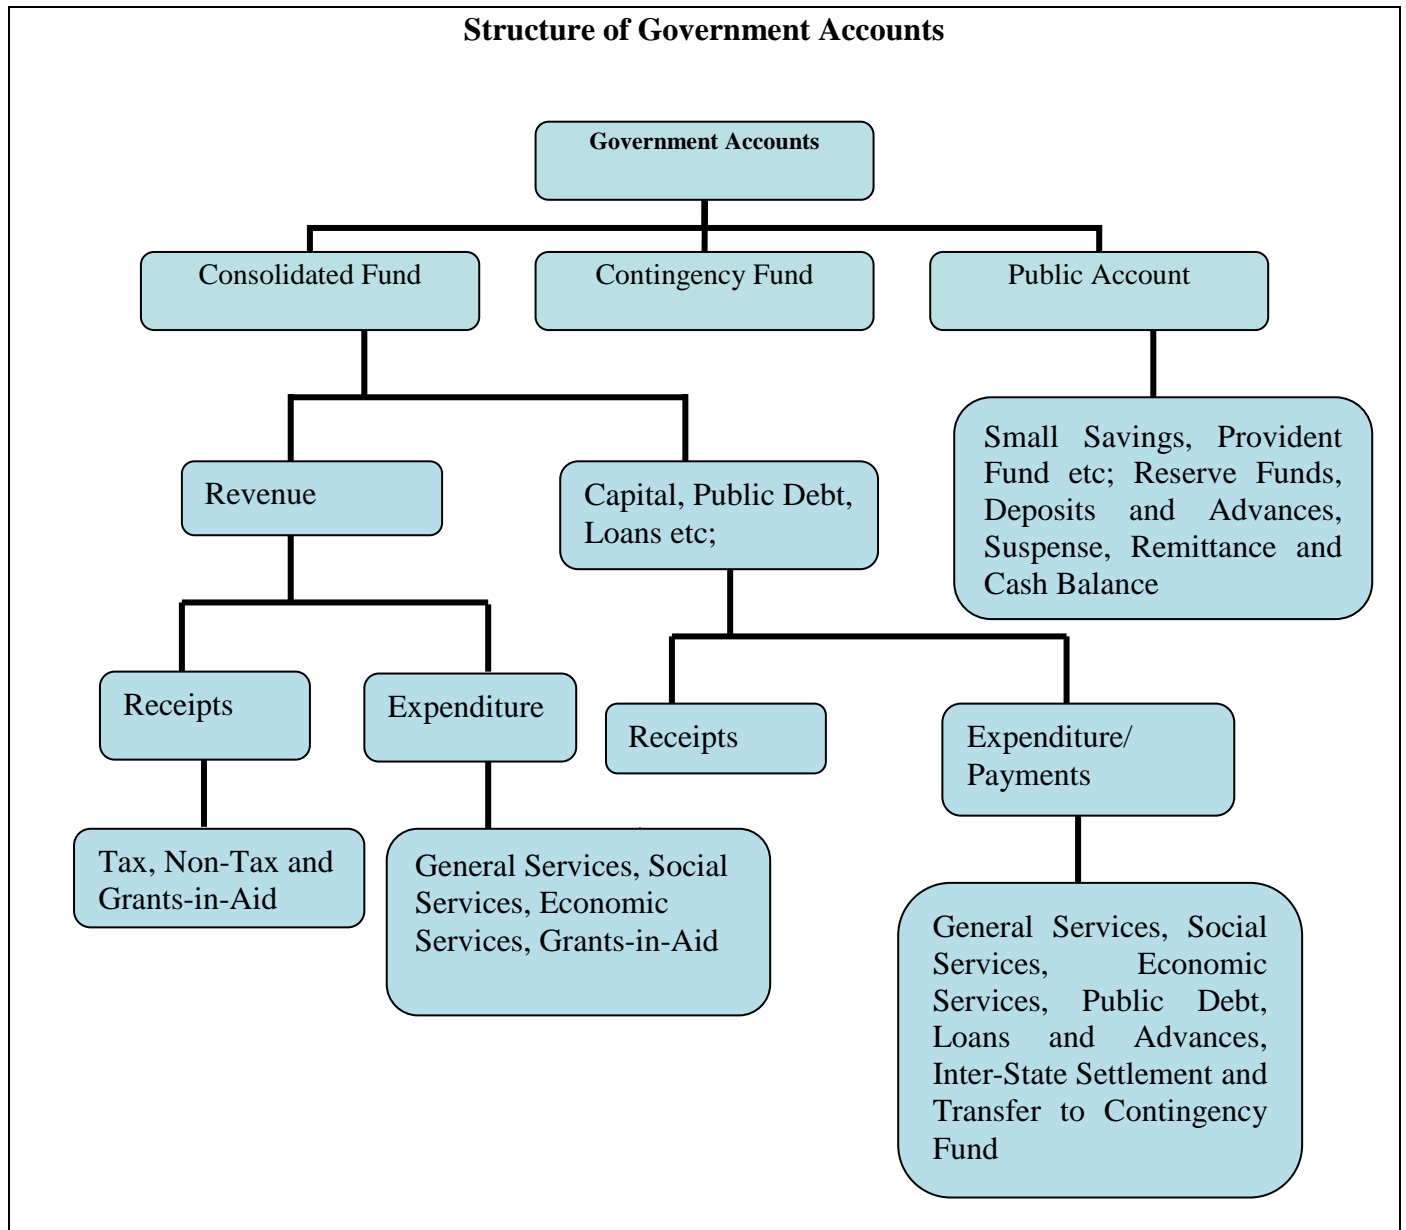 Structure of Government Accounts
Government Accounts
Consolidated Fund
Contingency Fund
Public Account
Small Savings, Provident
Fund etc; Reserve Funds,
Deposits and Advances,
Suspense, Remittance and
Cash Balance
Revenue
Capital, Public Debt,
Loans etc;
Receipts
Expenditure
Receipts
Expenditure/
Payments
Tax, Non-Tax and
Grants-in-Aid
General Services, Social
Services, Economic
Services, Grants-in-Aid
General Services, Social
Services, Economic
Services, Public Debt,
Loans and Advances,
Inter-State Settlement and
Transfer to Contingency
Fund